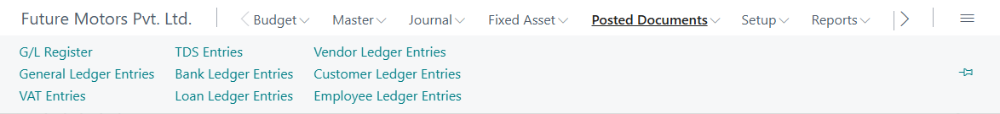 Future Motors Pvt. Ltd. Budget Master Journal Fixed Asset Posted Documents Setup Reports
G/L Register TDS Entries Vendor Ledger Entries
General Ledger Entries Bank Ledger Entries Customer Ledger Entries
VAT Entries Loan Ledger Entries Employee Ledger Entries